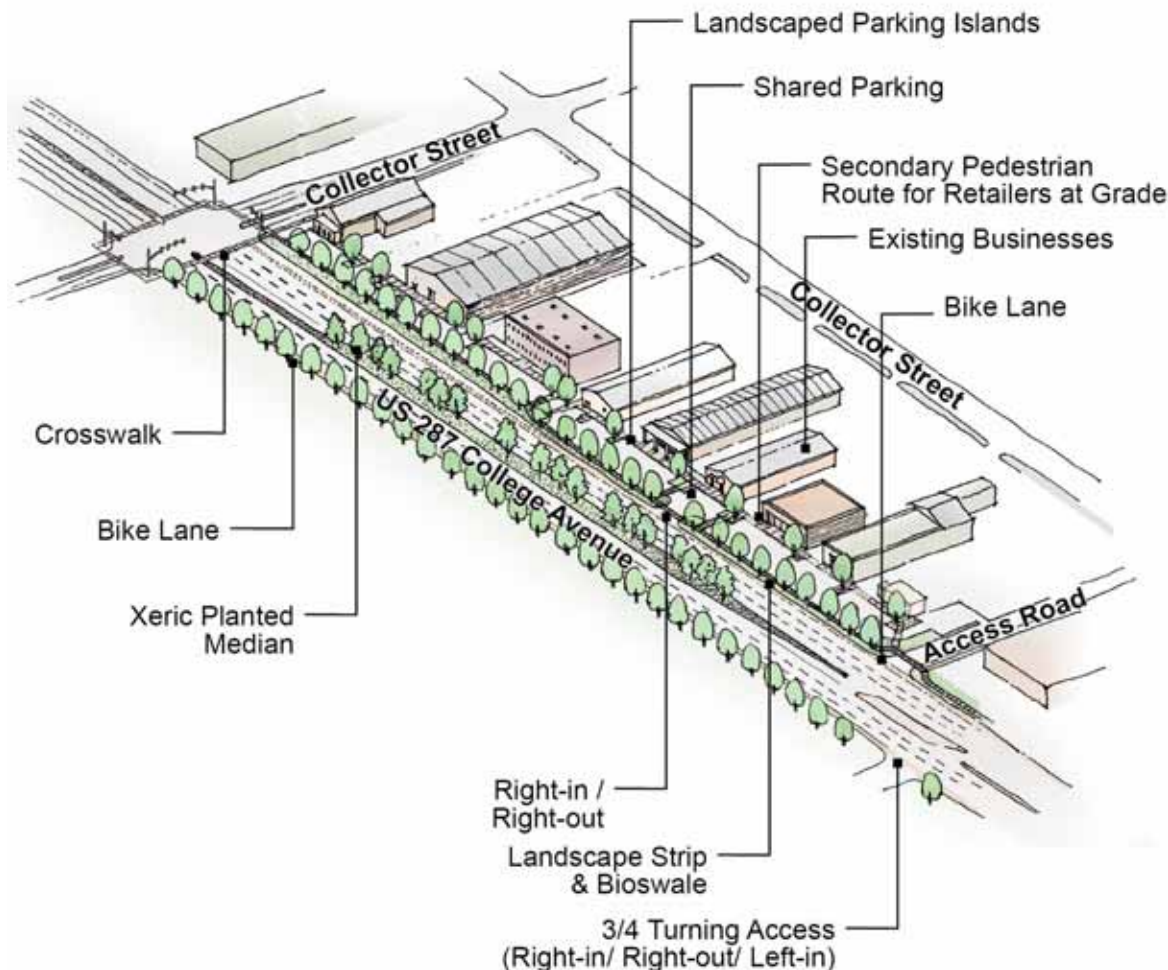 Landscaped Parking Islands
Shared Parking
Secondary Pedestrian
Route for Retailers at Grade
Existing Businesses
Bike Lane
Collector Street
Collector Street
US-287 College Avenue
Access Road
Crosswalk
Bike Lane
Xeric Planted
Median
Right-in /
Right-out
Landscape Strip
& Bioswale
3/4 Turning Access
(Right-in/ Right-out/ Left-in)